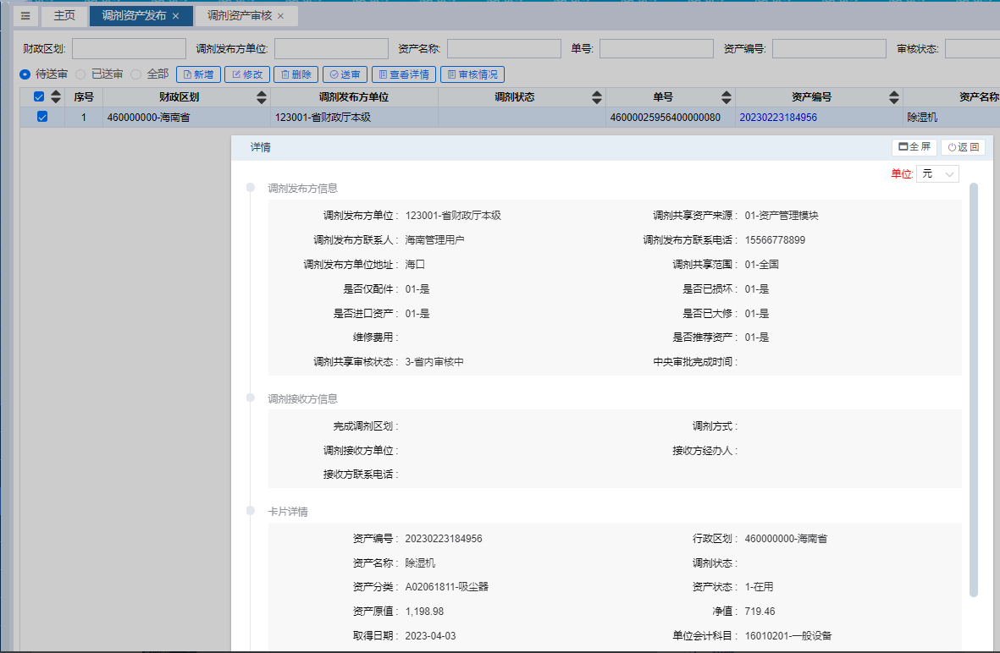 主页 调剂资产发布 × 调剂资产审核 ×
财政区划: 调剂发布方单位: 资产名称: 单号: 资产编号: 审核状态:
待送审 已送审 全部 新增 修改 删除 送审 查看详情 审核情况
序号 财政区划 调剂发布方单位 调剂状态 单号 资产编号 资产名称
1 460000000-海南省 123001-省财政厅本级 46000025956400000080 20230223184956 除湿机
详情 全屏 返回
单位: 元
调剂发布方信息
调剂发布方单位: 123001-省财政厅本级 调剂共享资产来源: 01-资产管理模块
调剂发布方联系人: 海南管理用户 调剂发布方联系电话: 15566778899
调剂发布方单位地址: 海口 调剂共享范围: 01-全国
是否仅配件: 01-是 是否已损坏: 01-是
是否进口资产: 01-是 是否已大修: 01-是
维修费用: 是否推荐资产: 01-是
调剂共享审核状态: 3-省内审核中 中央审批完成时间:
调剂接收方信息
完成调剂区划: 调剂方式:
调剂接收方单位: 接收方经办人:
接收方联系电话:
卡片详情
资产编号: 20230223184956 行政区划: 460000000-海南省
资产名称: 除湿机 调剂状态:
资产分类: A02061811-吸尘器 资产状态: 1-在用
资产原值: 1,198.98 净值: 719.46
取得日期: 2023-04-03 单位会计科目: 16010201-一般设备